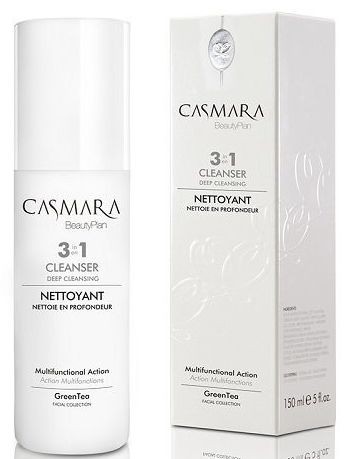 CASMARA
BeautyPlan
3 in en 1
CLEANSER
DEEP CLEANSING
NETTOYANT
NETTOIE EN PROFONDEUR
Multifunctional Action
Action Multifonctions
GreenTea
FACIAL COLLECTION
CASMARA
BeautyPlan
3 in en 1
CLEANSER
DEEP CLEANSING
NETTOYANT
NETTOIE EN PROFONDEUR
Multifunctional Action
Action Multifonctions
GreenTea
FACIAL COLLECTION
150 ml e 5 fl.oz.